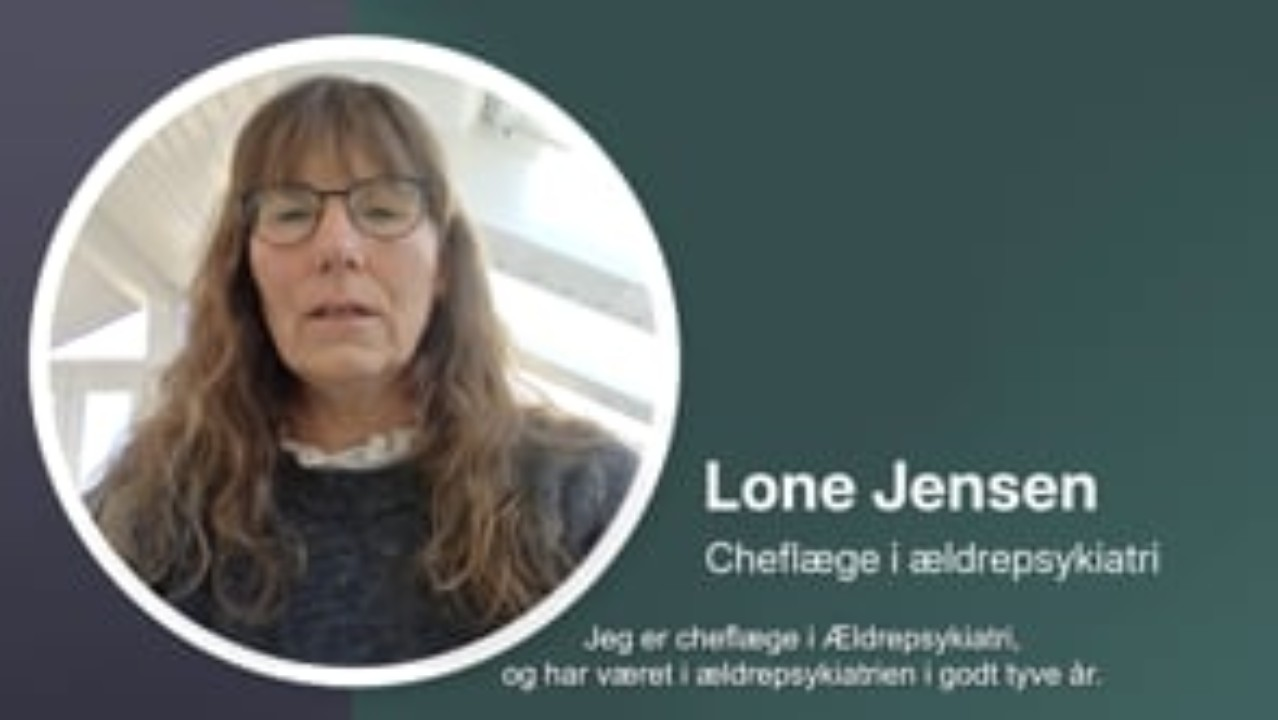 Lone Jensen
Cheflæge i ældrepsykiatri
Jeg er cheflæge i Ældrepsykiatri,
og har været i ældrepsykiatrien i godt tyve år.